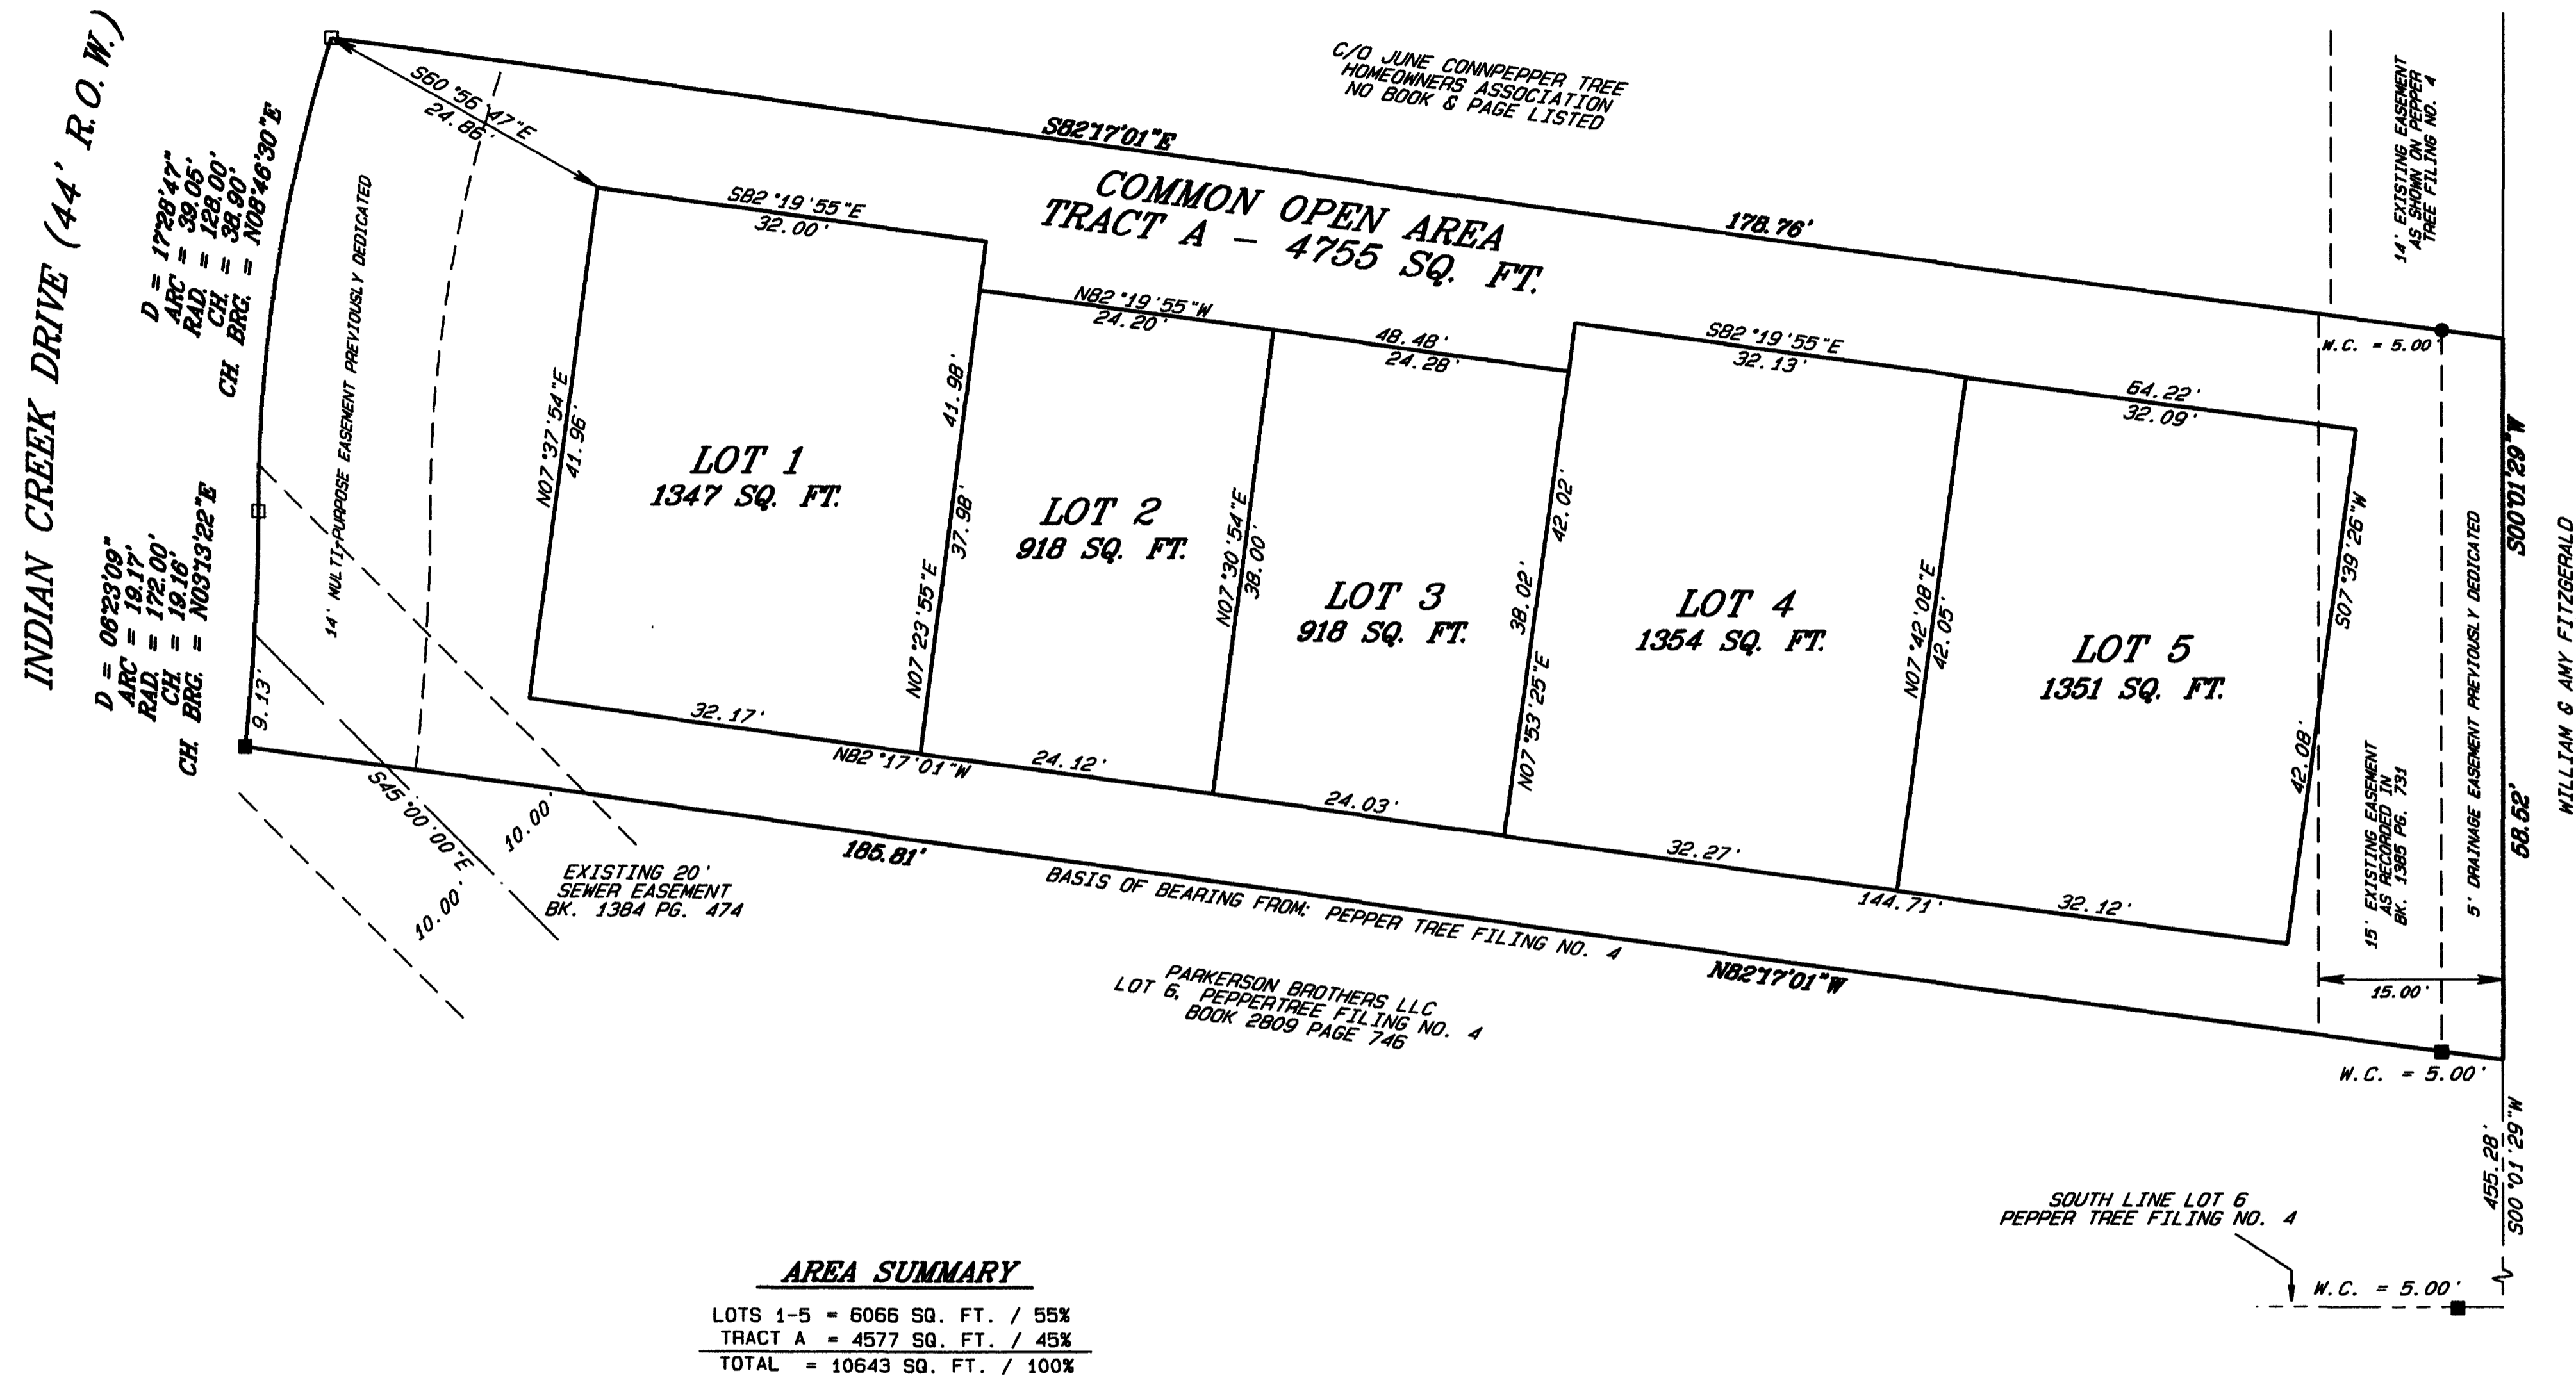 INDIAN CREEK DRIVE (44' R.O.W.)
D = 17°28'47"
ARC = 39.05'
RAD. = 128.00'
CH. = 38.90'
CH. BRG. = N08°46'30"E
D = 06°23'09"
ARC = 19.17'
RAD. = 172.00'
CH. = 19.16'
CH. BRG. = N03°13'22"E
9.13'
S60°56'47"E
24.86'
14' MULTI-PURPOSE EASEMENT PREVIOUSLY DEDICATED
C/O JUNE CONNPEPPER TREE
HOMEOWNERS ASSOCIATION
NO BOOK & PAGE LISTED
S82°17'01"E
178.76'
COMMON OPEN AREA
TRACT A - 4755 SQ. FT.
14' EXISTING EASEMENT
AS SHOWN ON PEPPER
TREE FILING NO. 4
W.C. = 5.00'
S82°19'55"E
32.00'
N82°19'55"W
24.20'
48.48'
24.28'
S82°19'55"E
32.13'
64.22'
32.09'
N07°37'54"E
41.96'
LOT 1
1347 SQ. FT.
41.98'
37.98'
N07°23'55"E
LOT 2
918 SQ. FT.
N07°30'54"E
38.00'
LOT 3
918 SQ. FT.
42.02'
38.02'
N07°53'25"E
LOT 4
1354 SQ. FT.
N07°42'08"E
42.05'
LOT 5
1351 SQ. FT.
S07°39'26"W
42.08'
15' EXISTING EASEMENT
AS RECORDED IN
BK. 1385 PG. 731
5' DRAINAGE EASEMENT PREVIOUSLY DEDICATED
S00°01'29"W
58.52'
WILLIAM & AMY FITZGERALD
32.17'
N82°17'01"W
24.12'
24.03'
32.27'
144.71'
32.12'
15.00'
S45°00'00"E
10.00'
10.00'
EXISTING 20'
SEWER EASEMENT
BK. 1384 PG. 474
185.81'
BASIS OF BEARING FROM: PEPPER TREE FILING NO. 4
N82°17'01"W
PARKERSON BROTHERS LLC
LOT 6, PEPPERTREE FILING NO. 4
BOOK 2809 PAGE 746
W.C. = 5.00'
455.28'
S00°01'29"W
SOUTH LINE LOT 6
PEPPER TREE FILING NO. 4
W.C. = 5.00'
AREA SUMMARY
LOTS 1-5 = 6066 SQ. FT. / 55%
TRACT A = 4577 SQ. FT. / 45%
TOTAL = 10643 SQ. FT. / 100%